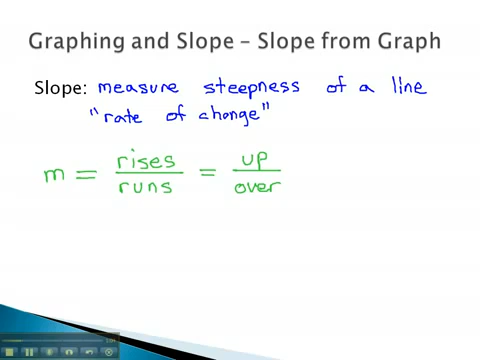 Graphing and Slope – Slope from Graph
Slope: measure steepness of a line
"rate of change"
m = rises/runs = up/over